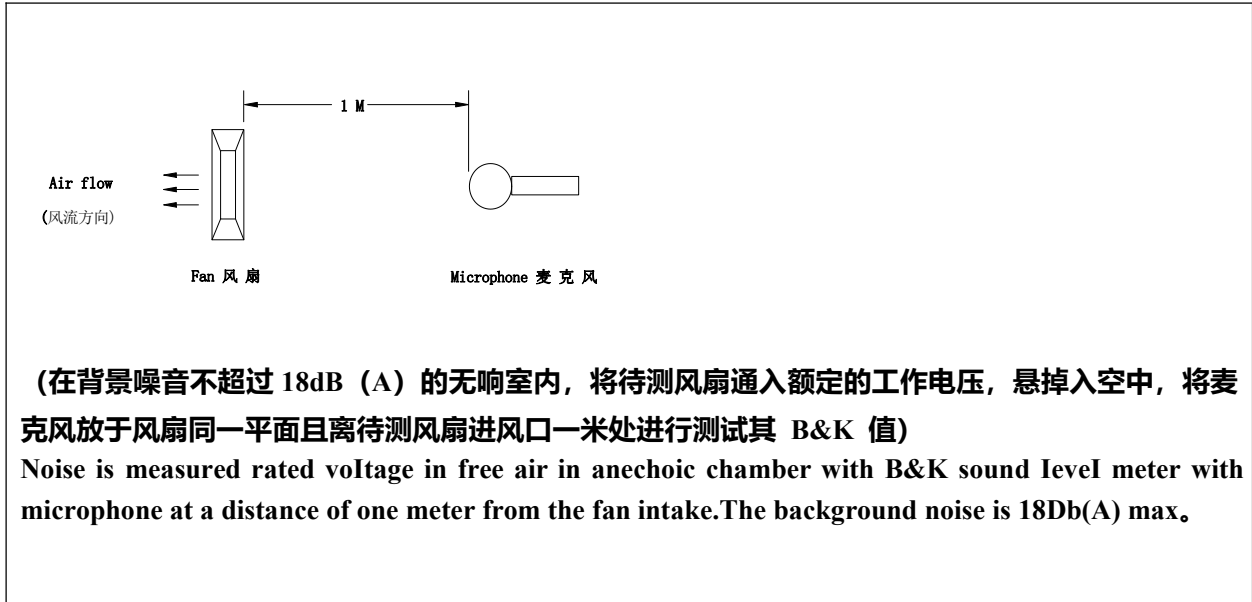 1 M
Air flow
(风流方向)
Fan 风 扇
Microphone 麦 克 风
（在背景噪音不超过 18dB（A）的无响室内，将待测风扇通入额定的工作电压，悬掉入空中，将麦
克风放于风扇同一平面且离待测风扇进风口一米处进行测试其 B&K 值）
Noise is measured rated voItage in free air in anechoic chamber with B&K sound IeveI meter with
microphone at a distance of one meter from the fan intake.The background noise is 18Db(A) max。